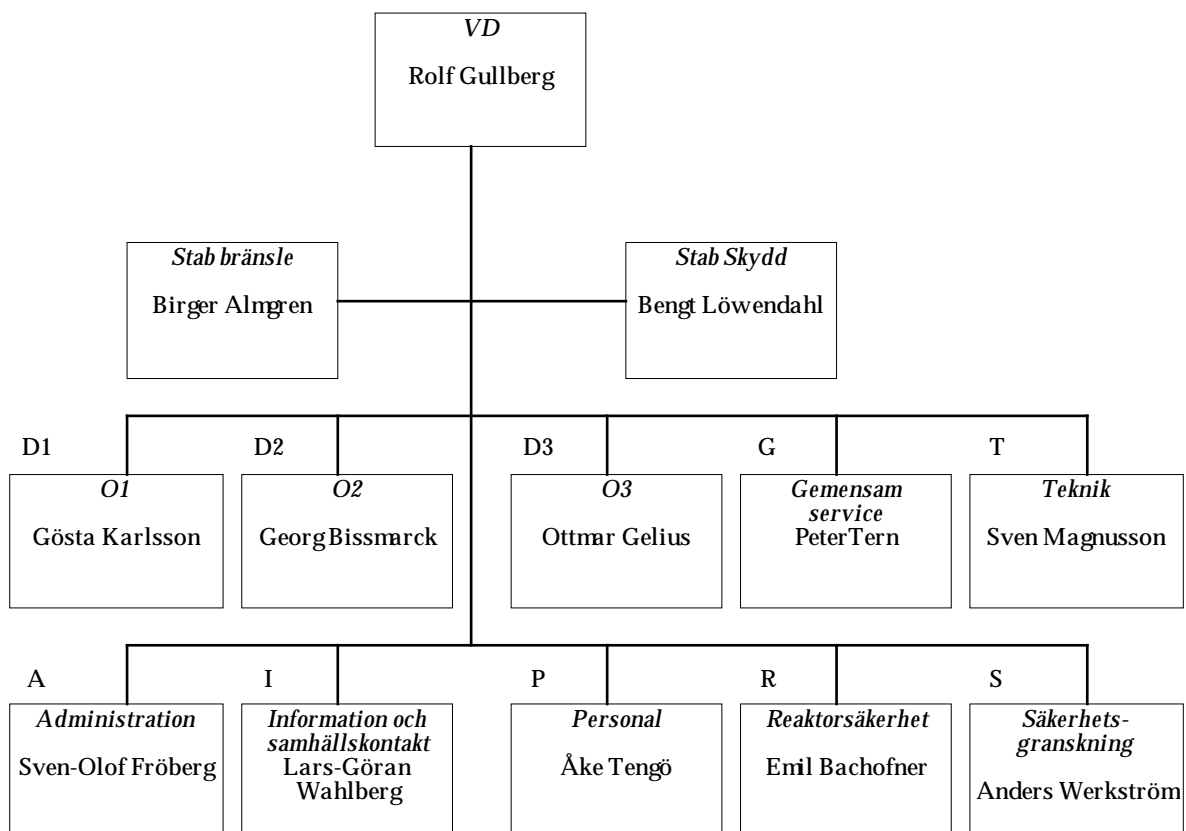 VD
Rolf Gullberg
Stab bränsle
Birger Almgren
Stab Skydd
Bengt Löwendahl
D1
O1
Gösta Karlsson
D2
O2
Georg Bissmarck
D3
O3
Ottmar Gelius
G
Gemensam
service
Peter Tern
T
Teknik
Sven Magnusson
A
Administration
Sven-Olof Fröberg
I
Information och
samhällskontakt
Lars-Göran
Wahlberg
P
Personal
Åke Tengö
R
Reaktorsäkerhet
Emil Bachofner
S
Säkerhets-
granskning
Anders Werkström